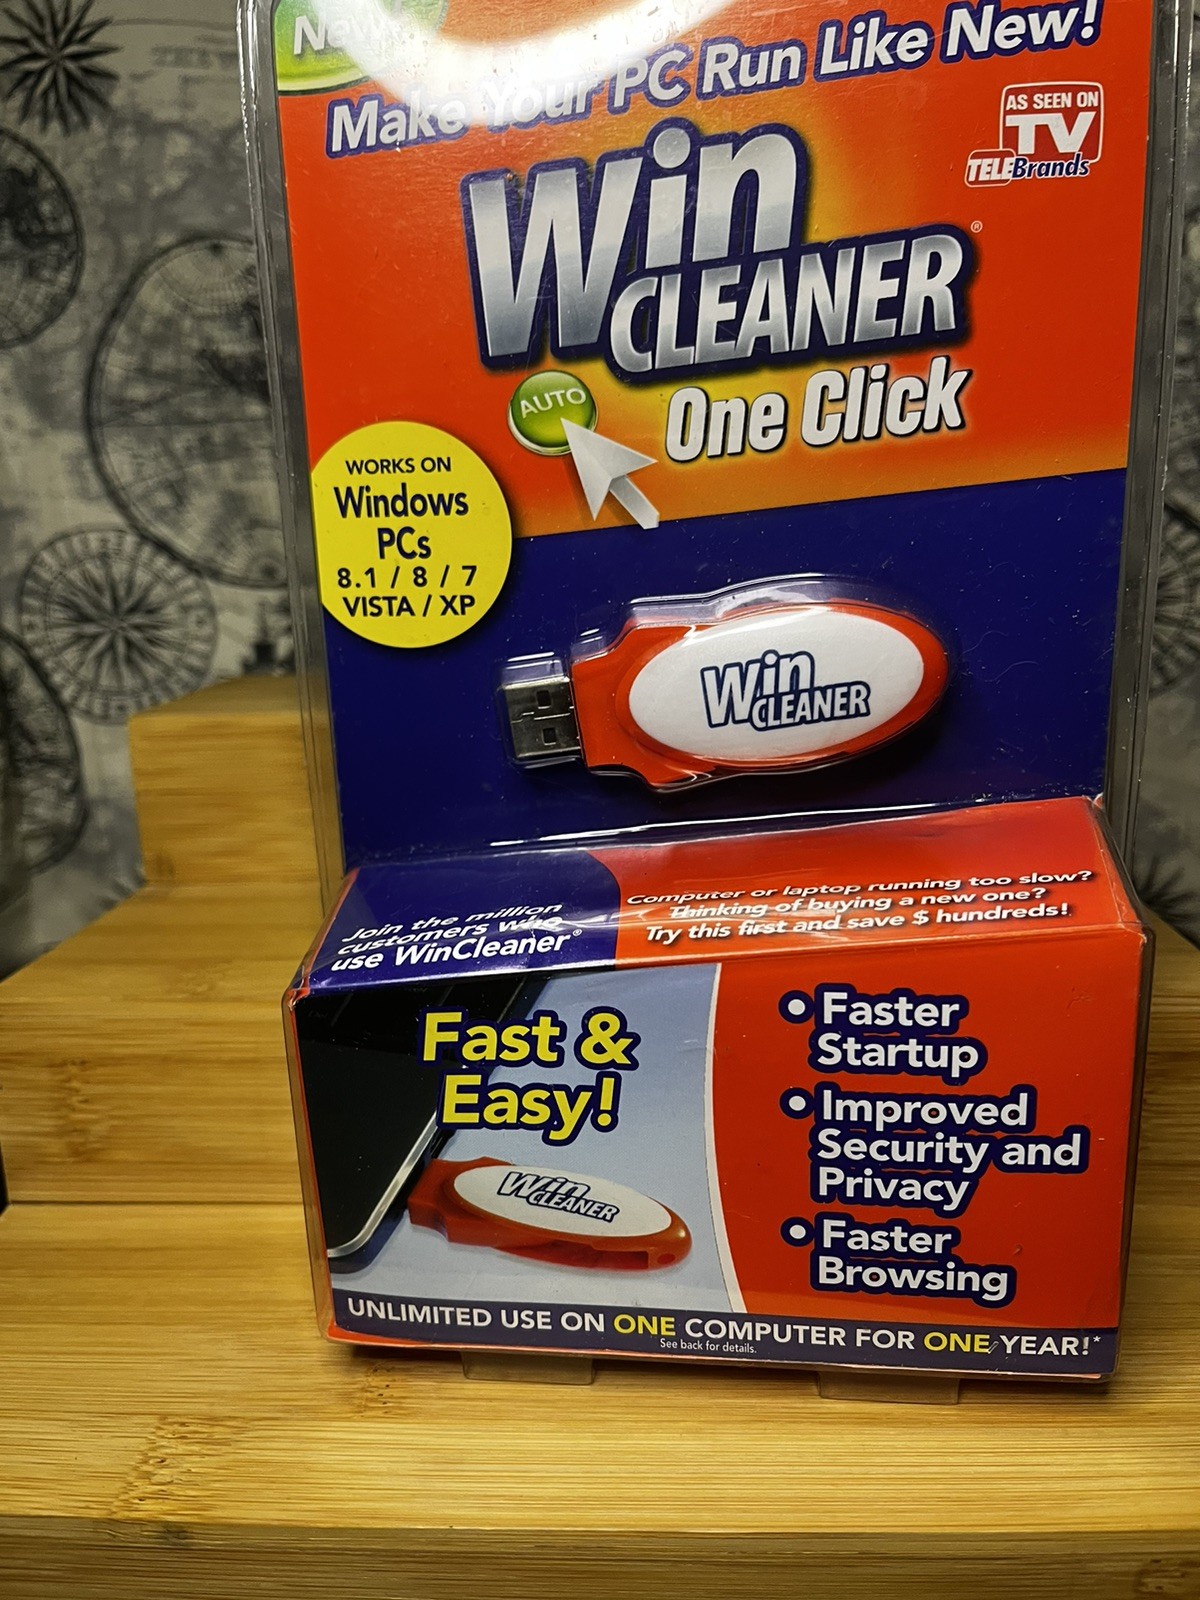 New!
Make Your PC Run Like New!
AS SEEN ON
TV
TELEBrands
Win
CLEANER®
AUTO
One Click
WORKS ON
Windows
PCs
8.1 / 8 / 7
VISTA / XP
Win
CLEANER
Join the million
customers who
use WinCleaner®
Computer or laptop running too slow?
Thinking of buying a new one?
Try this first and save $ hundreds!
Fast &
Easy!
Win
CLEANER
• Faster
Startup
• Improved
Security and
Privacy
• Faster
Browsing
UNLIMITED USE ON ONE COMPUTER FOR ONE YEAR!*
See back for details.